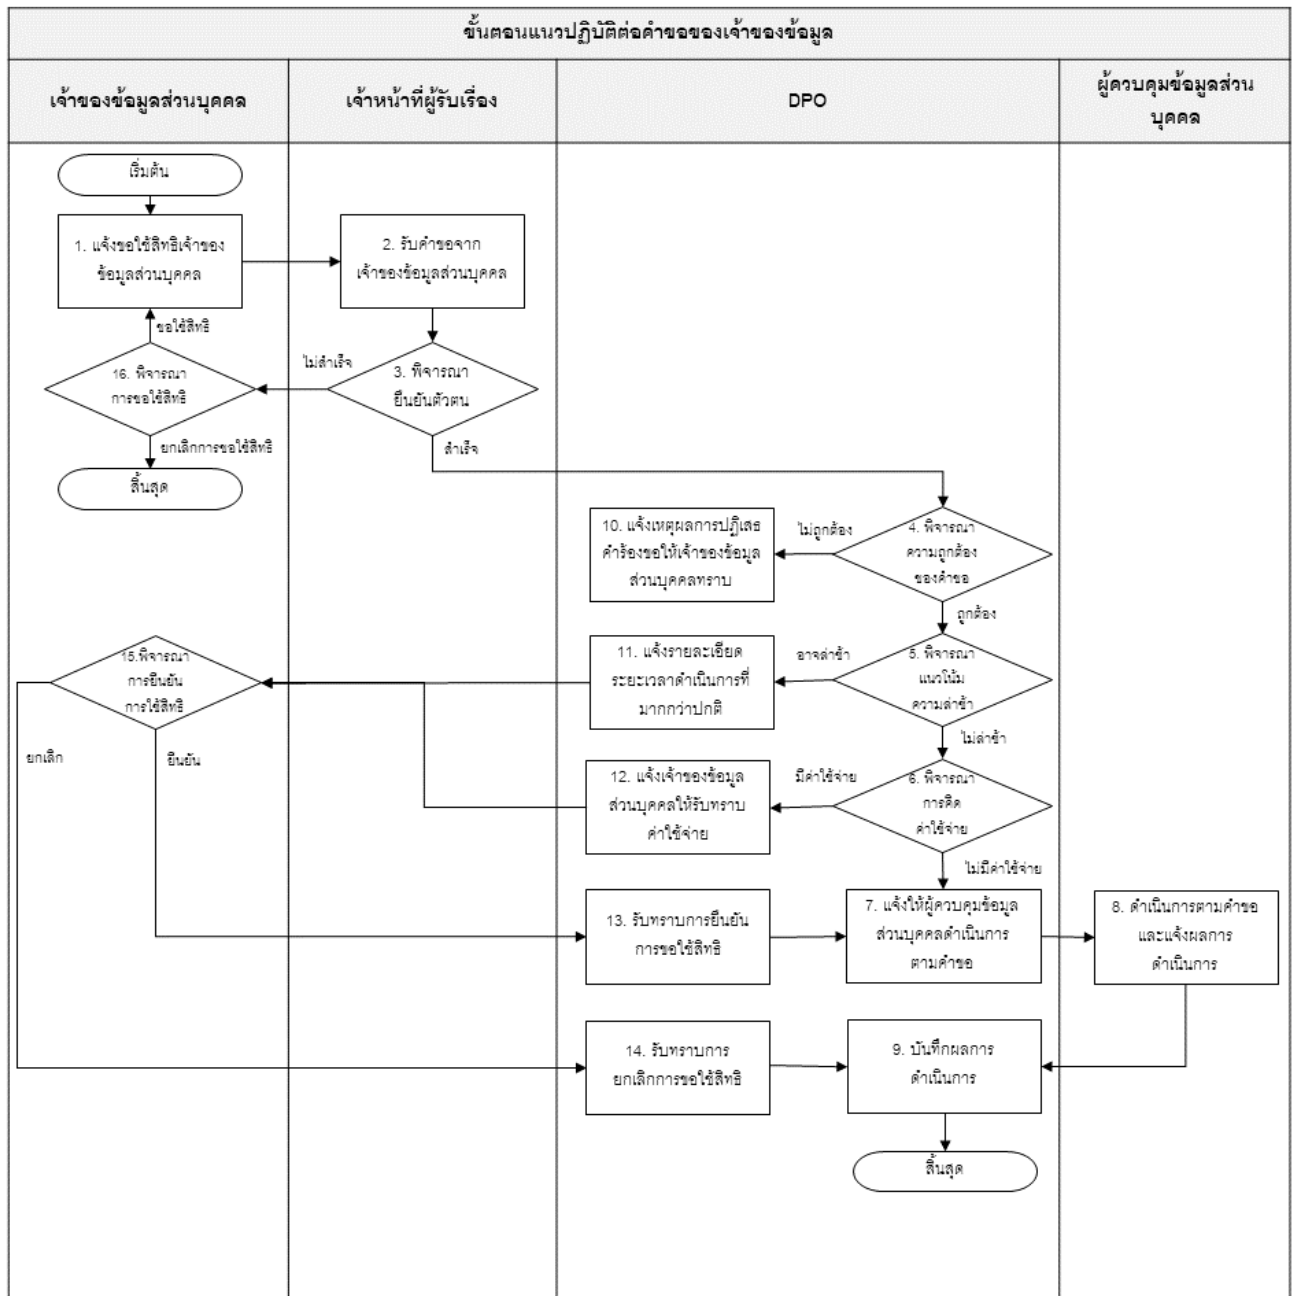 ขั้นตอนแนวปฏิบัติต่อคำขอของเจ้าของข้อมูล
เจ้าของข้อมูลส่วนบุคคล
เจ้าหน้าที่ผู้รับเรื่อง
DPO
ผู้ควบคุมข้อมูลส่วน
บุคคล
เริ่มต้น
1. แจ้งขอใช้สิทธิเจ้าของ
ข้อมูลส่วนบุคคล
2. รับคำขอจาก
เจ้าของข้อมูลส่วนบุคคล
ขอใช้สิทธิ
ไม่สำเร็จ
16. พิจารณา
การขอใช้สิทธิ
3. พิจารณา
ยืนยันตัวตน
ยกเลิกการขอใช้สิทธิ
สำเร็จ
สิ้นสุด
10. แจ้งเหตุผลการปฏิเสธ
คำร้องขอให้เจ้าของข้อมูล
ส่วนบุคคลทราบ
ไม่ถูกต้อง
4. พิจารณา
ความถูกต้อง
ของคำขอ
ถูกต้อง
15.พิจารณา
การยืนยัน
การใช้สิทธิ
11. แจ้งรายละเอียด
ระยะเวลาดำเนินการที่
มากกว่าปกติ
อาจล่าช้า
5. พิจารณา
แนวโน้ม
ความล่าช้า
ไม่ล่าช้า
ยกเลิก
ยืนยัน
12. แจ้งเจ้าของข้อมูล
ส่วนบุคคลให้รับทราบ
ค่าใช้จ่าย
มีค่าใช้จ่าย
6. พิจารณา
การคิด
ค่าใช้จ่าย
ไม่มีค่าใช้จ่าย
13. รับทราบการยืนยัน
การขอใช้สิทธิ
7. แจ้งให้ผู้ควบคุมข้อมูล
ส่วนบุคคลดำเนินการ
ตามคำขอ
8. ดำเนินการตามคำขอ
และแจ้งผลการ
ดำเนินการ
14. รับทราบการ
ยกเลิกการขอใช้สิทธิ
9. บันทึกผลการ
ดำเนินการ
สิ้นสุด